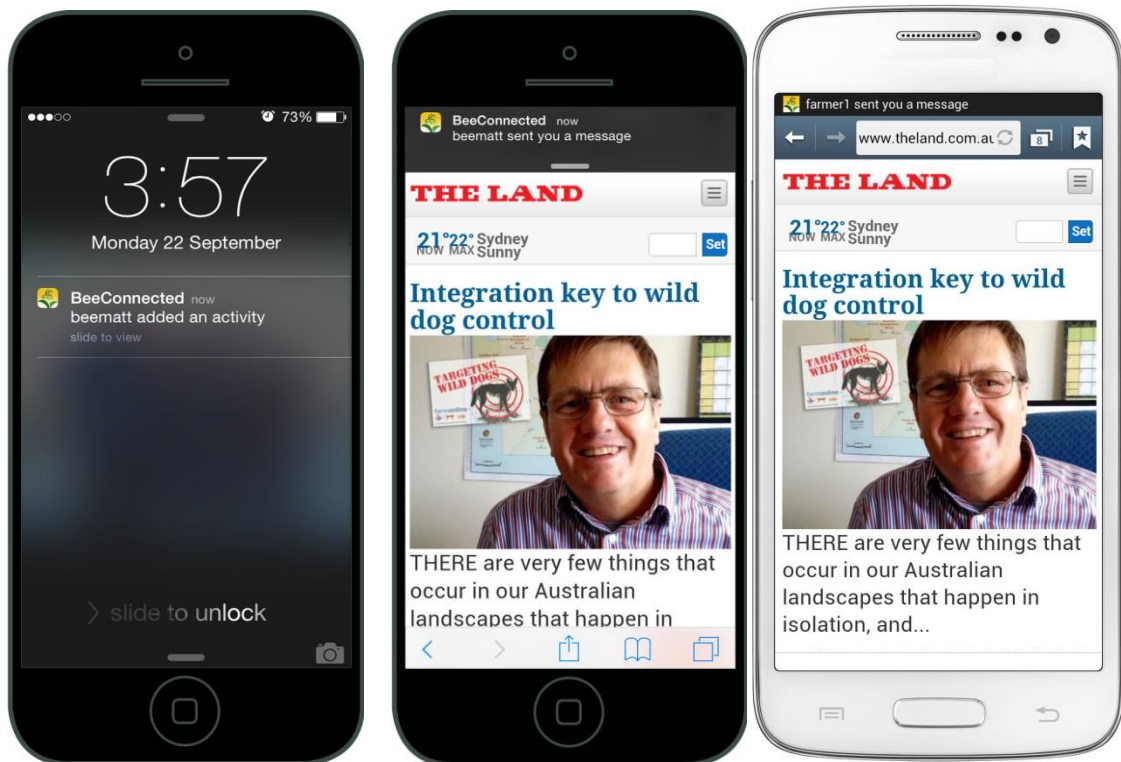 73%
3:57
Monday 22 September
BeeConnected now
beematt added an activity
slide to view
> slide to unlock
BeeConnected now
beematt sent you a message
THE LAND
21° 22° Sydney
NOW MAX Sunny
Set
Integration key to wild
dog control
TARGETING
WILD DOGS
THERE are very few things that
occur in our Australian
landscapes that happen in
farmer1 sent you a message
www.theland.com.au
8
THE LAND
21° 22° Sydney
NOW MAX Sunny
Set
Integration key to wild
dog control
TARGETING
WILD DOGS
THERE are very few things that
occur in our Australian
landscapes that happen in
isolation, and...